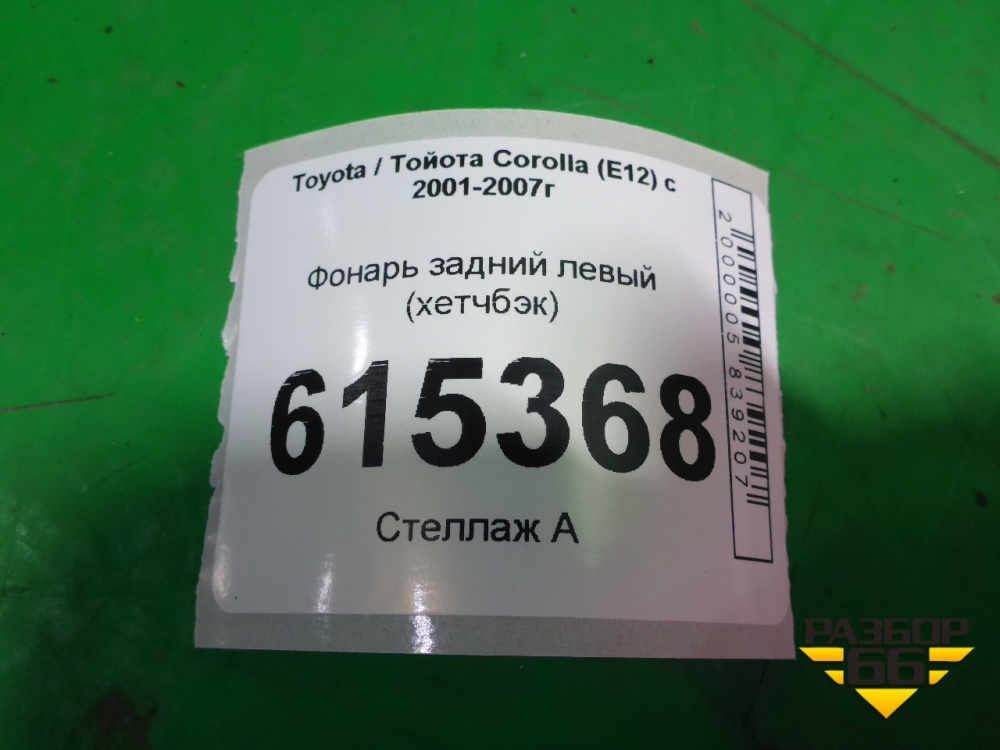 Toyota / Тойота Corolla (E12) с
2001-2007г
Фонарь задний левый
(хетчбэк)
615368
Стеллаж А
2000005839207
РАЗБОР
66